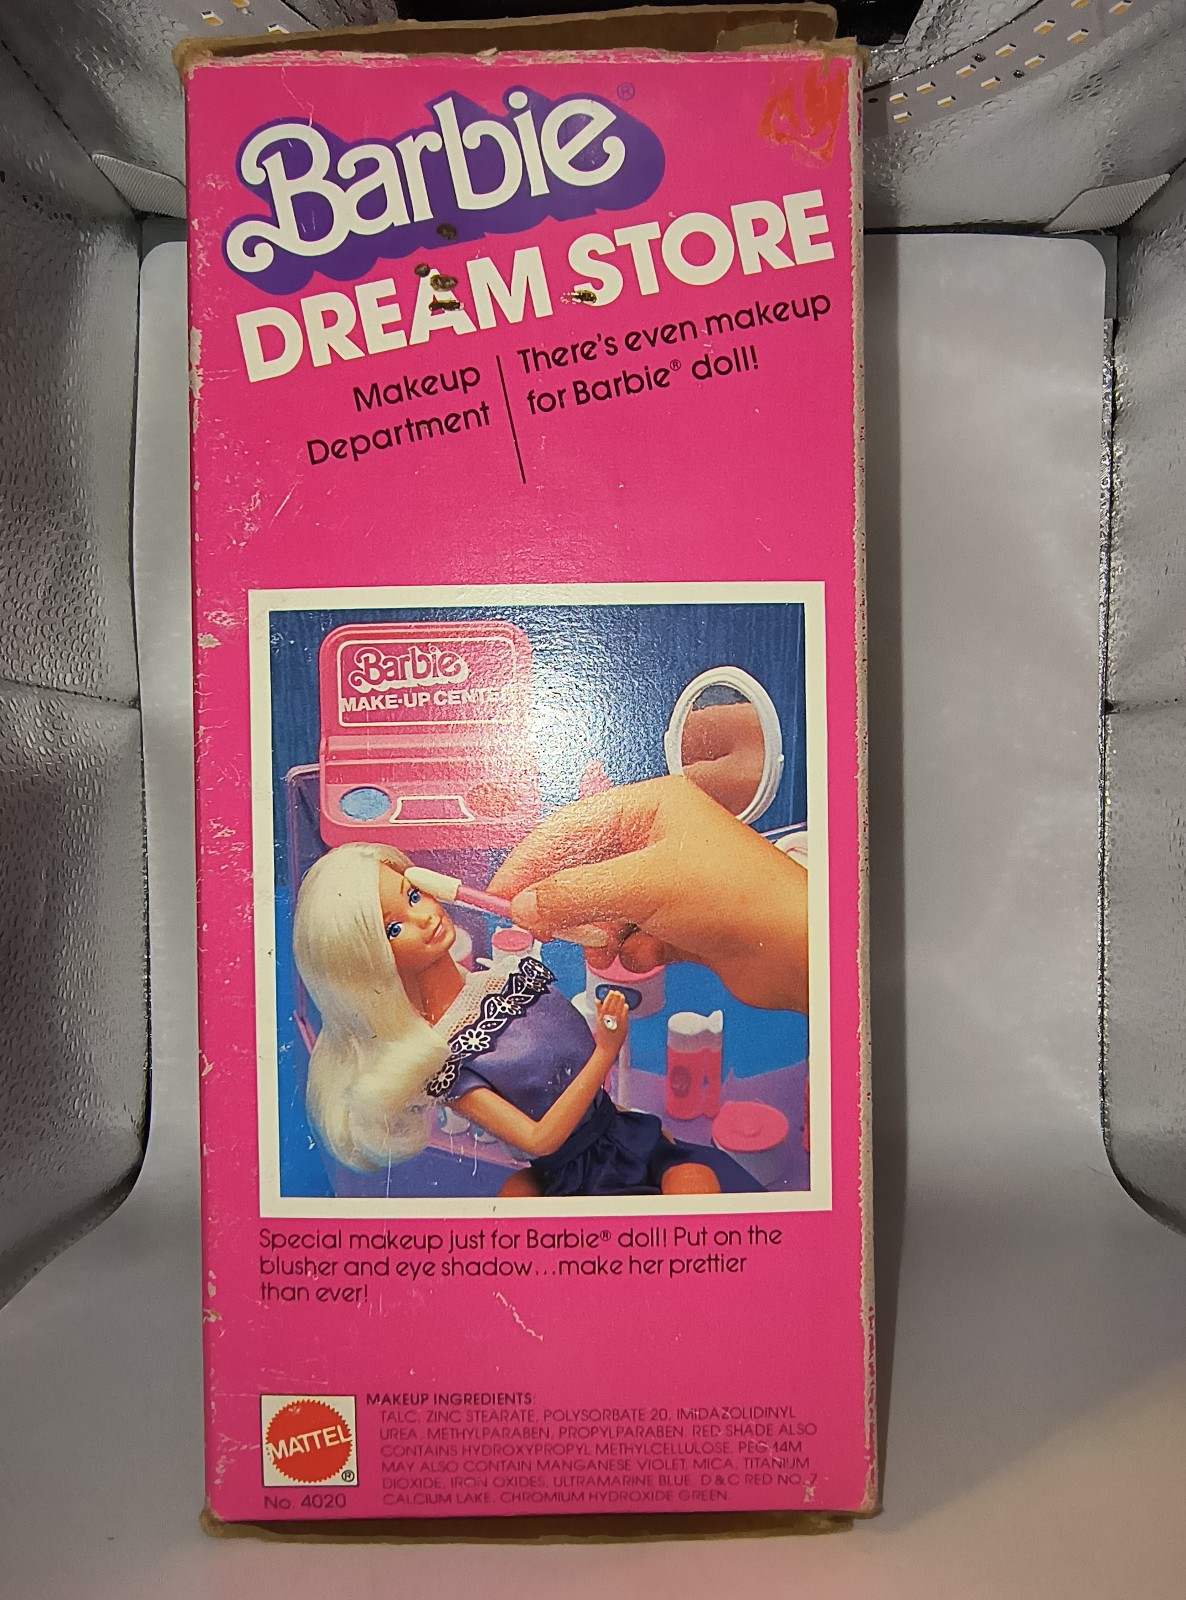 Barbie®
DREAM STORE
Makeup
Department
There's even makeup
for Barbie® doll!
Barbie
MAKE-UP CENTER
Special makeup just for Barbie® doll! Put on the
blusher and eye shadow...make her prettier
than ever!
MATTEL®
No. 4020
MAKEUP INGREDIENTS:
TALC, ZINC STEARATE, POLYSORBATE 20, IMIDAZOLIDINYL
UREA, METHYLPARABEN, PROPYLPARABEN. RED SHADE ALSO
CONTAINS HYDROXYPROPYL METHYLCELLULOSE, PEG-14M
MAY ALSO CONTAIN MANGANESE VIOLET, MICA, TITANIUM
DIOXIDE, IRON OXIDES, ULTRAMARINE BLUE, D & C RED NO. 7
CALCIUM LAKE, CHROMIUM HYDROXIDE GREEN